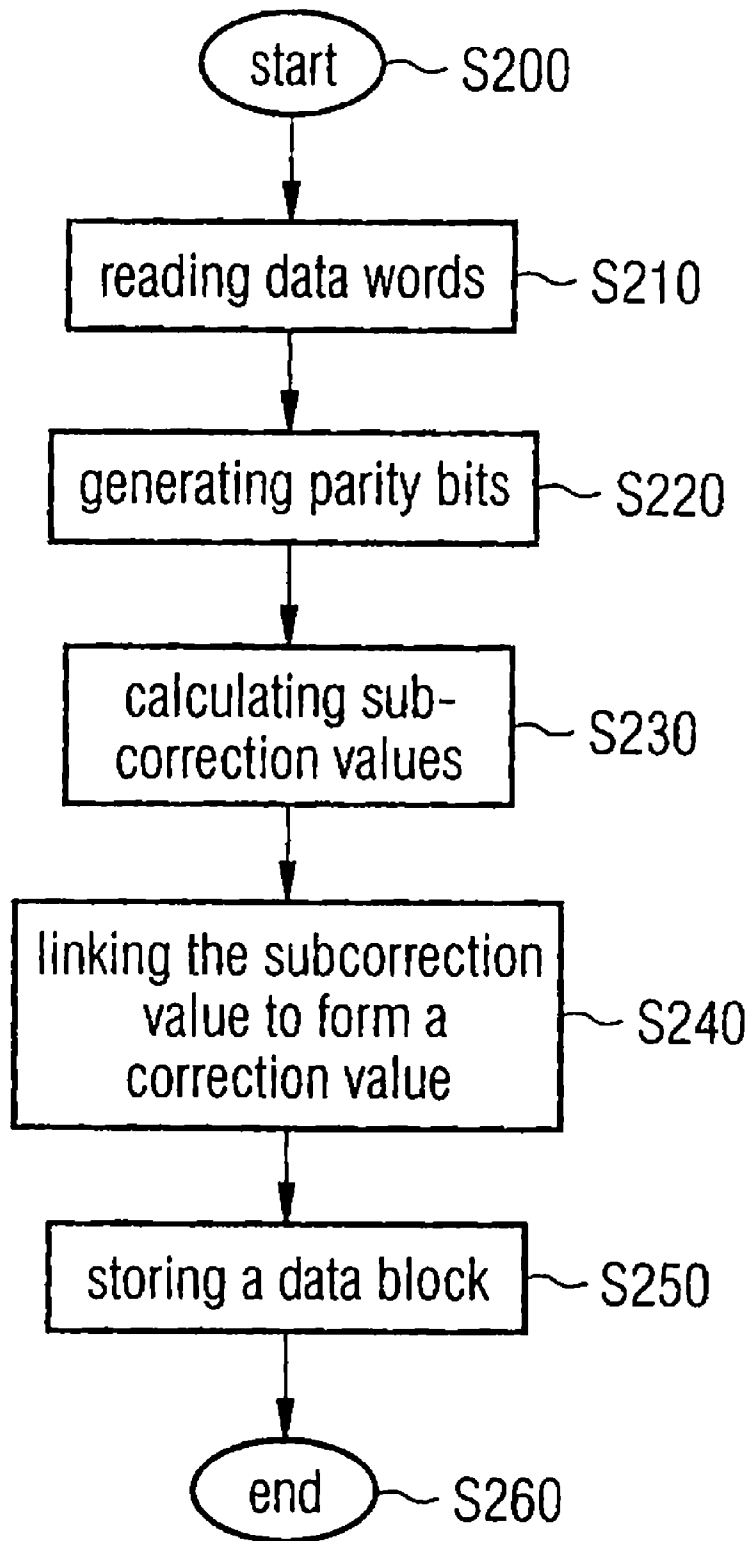 start S200
reading data words S210
generating parity bits S220
calculating sub-
correction values S230
linking the subcorrection
value to form a S240
correction value
storing a data block S250
end S260